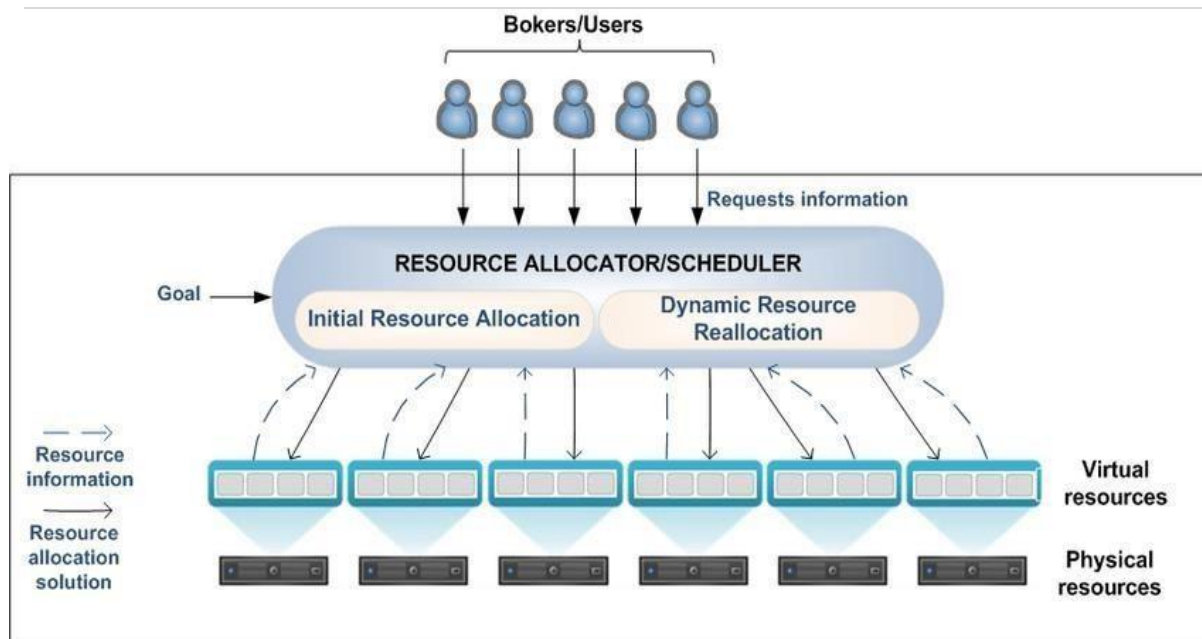 Bokers/Users
Requests information
RESOURCE ALLOCATOR/SCHEDULER
Goal
Initial Resource Allocation
Dynamic Resource
Reallocation
Resource
information
Virtual
resources
Resource
allocation
solution
Physical
resources